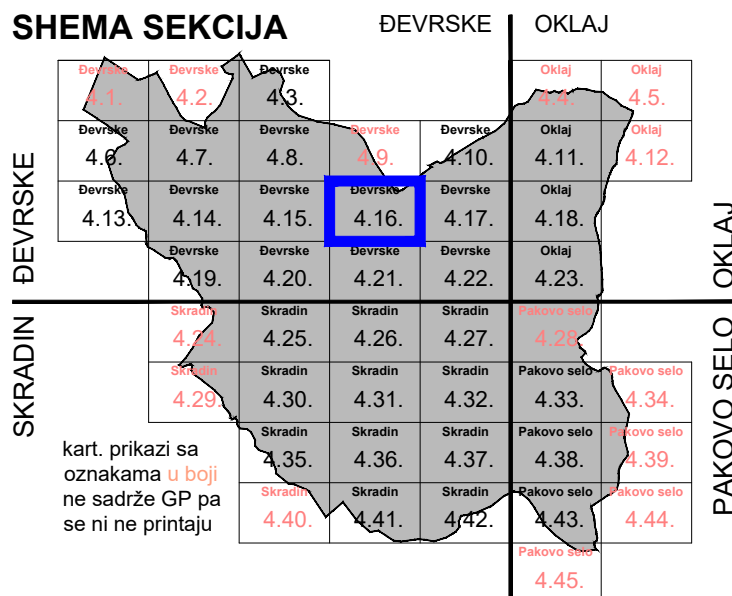 SHEMA SEKCIJA
ĐEVRSKE
OKLAJ
Đevrske Đevrske Đevrske Oklaj Oklaj
4.1. 4.2. 4.3. 4.4. 4.5.
Đevrske Đevrske Đevrske Đevrske Đevrske Oklaj Oklaj
4.6. 4.7. 4.8. 4.9. 4.10. 4.11. 4.12.
Đevrske Đevrske Đevrske Đevrske Đevrske Oklaj
4.13. 4.14. 4.15. 4.16. 4.17. 4.18.
Đevrske Đevrske Đevrske Đevrske Oklaj
4.19. 4.20. 4.21. 4.22. 4.23.
ĐEVRSKE
OKLAJ
Skradin Skradin Skradin Skradin Pakovo selo
4.24. 4.25. 4.26. 4.27. 4.28.
Skradin Skradin Skradin Skradin Pakovo selo Pakovo selo
4.29. 4.30. 4.31. 4.32. 4.33. 4.34.
Skradin Skradin Skradin Pakovo selo Pakovo selo
4.35. 4.36. 4.37. 4.38. 4.39.
Skradin Skradin Skradin Pakovo selo Pakovo selo
4.40. 4.41. 4.42. 4.43. 4.44.
Pakovo selo
4.45.
SKRADIN
PAKOVO SELO
kart. prikazi sa
oznakama u boji
ne sadrže GP pa
se ni ne printaju